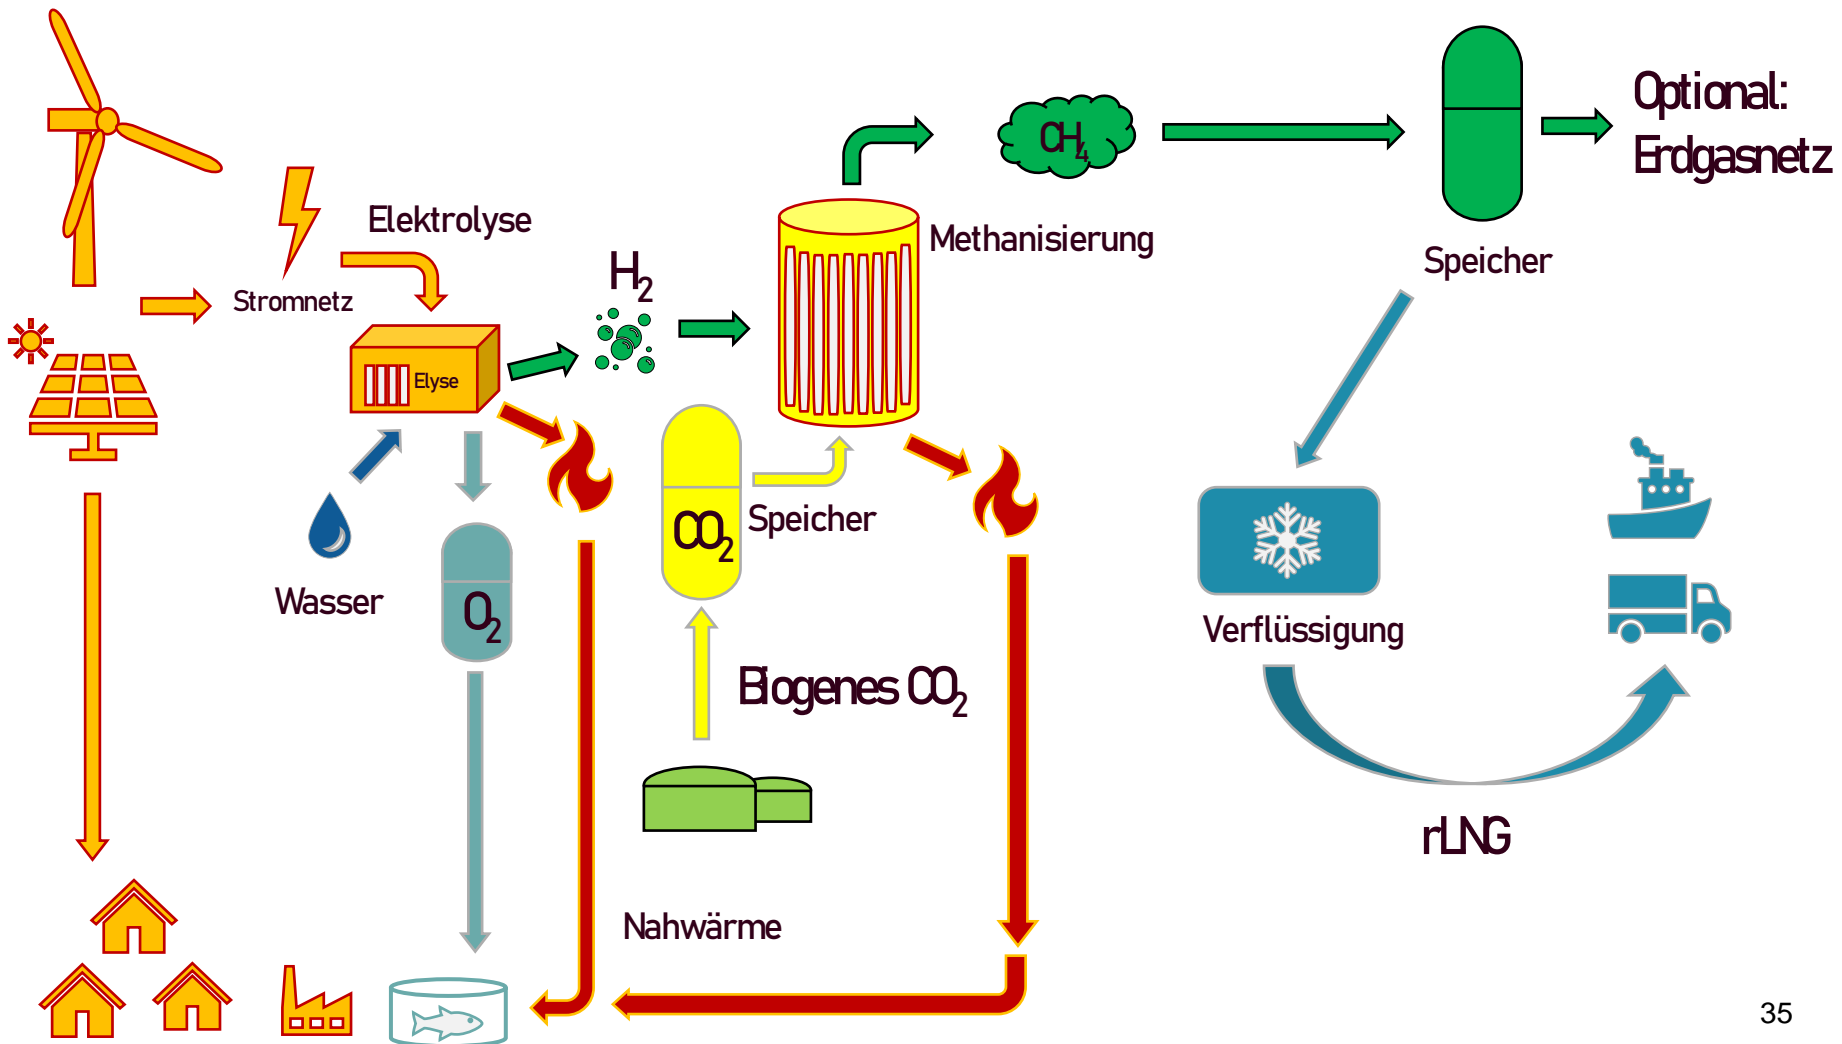 Optional:
Erdgasnetz
CH₄
Elektrolyse
Methanisierung
H₂
Speicher
Stromnetz
Elyse
CO₂
Speicher
Wasser
O₂
Verflüssigung
Biogenes CO₂
rLNG
Nahwärme
35